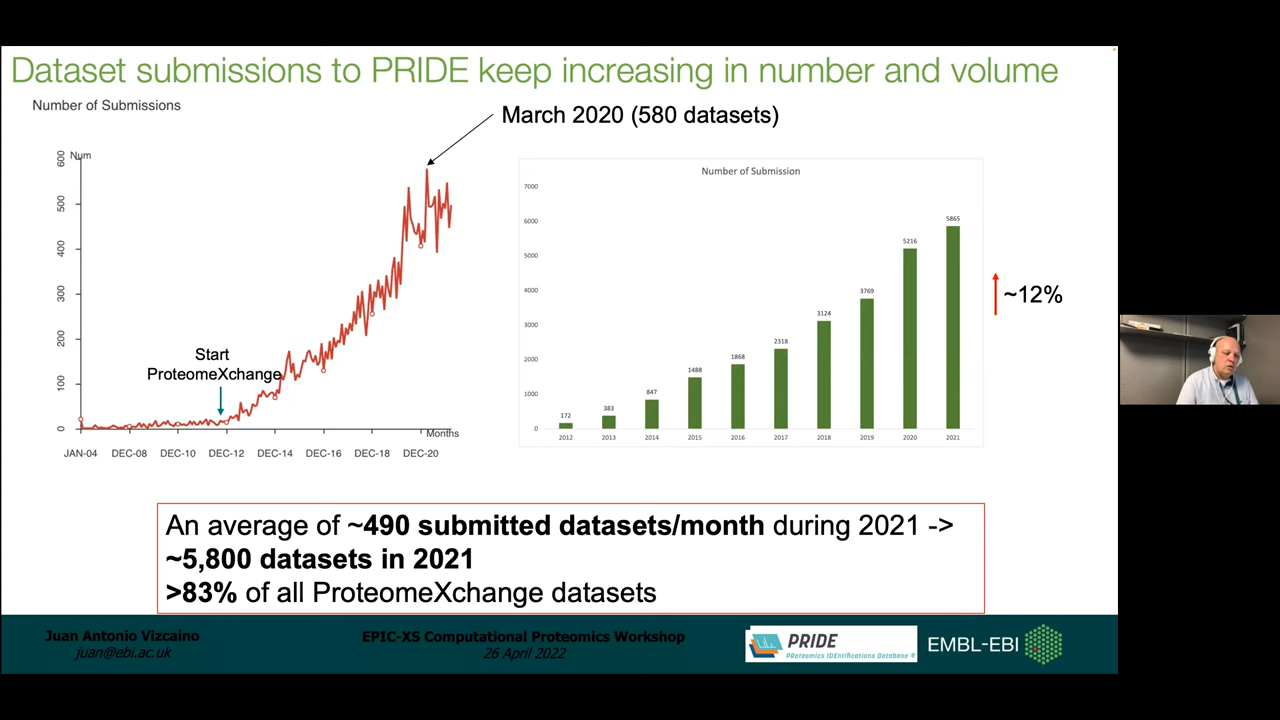 Dataset submissions to PRIDE keep increasing in number and volume
Number of Submissions
March 2020 (580 datasets)
Num
600
500
400
300
200
100
0
Start
ProteomeXchange
Months
JAN-04 DEC-08 DEC-10 DEC-12 DEC-14 DEC-16 DEC-18 DEC-20
Number of Submission
7000
6000
5000
4000
3000
2000
1000
0
172 383 847 1488 1868 2318 3124 3769 5216 5865
2012 2013 2014 2015 2016 2017 2018 2019 2020 2021
~12%
An average of ~490 submitted datasets/month during 2021 ->
~5,800 datasets in 2021
>83% of all ProteomeXchange datasets
Juan Antonio Vizcaíno
juan@ebi.ac.uk
EPIC-XS Computational Proteomics Workshop
26 April 2022
PRIDE
PRoteomics IDEntifications Database
EMBL-EBI